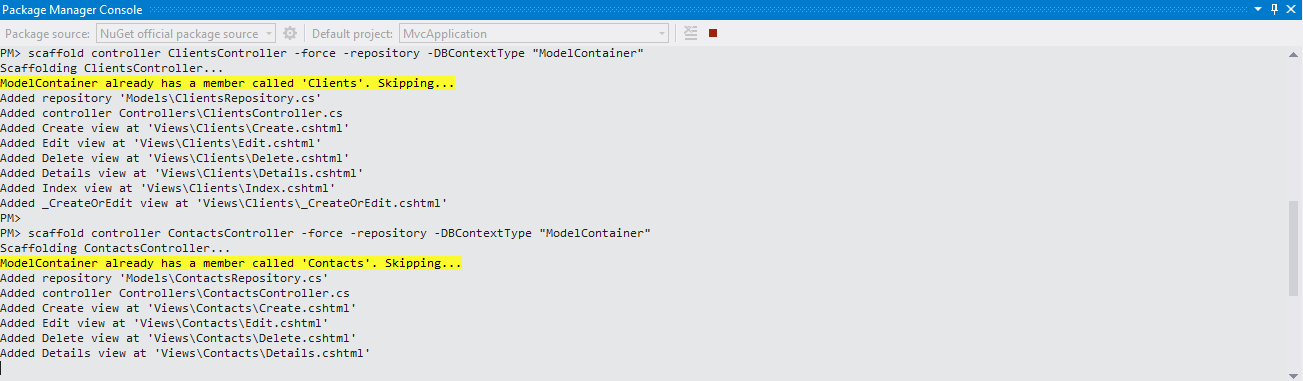 Package Manager Console
Package source: NuGet official package source Default project: MvcApplication
PM> scaffold controller ClientsController -force -repository -DBContextType "ModelContainer"
Scaffolding ClientsController...
ModelContainer already has a member called 'Clients'. Skipping...
Added repository 'Models\ClientsRepository.cs'
Added controller Controllers\ClientsController.cs
Added Create view at 'Views\Clients\Create.cshtml'
Added Edit view at 'Views\Clients\Edit.cshtml'
Added Delete view at 'Views\Clients\Delete.cshtml'
Added Details view at 'Views\Clients\Details.cshtml'
Added Index view at 'Views\Clients\Index.cshtml'
Added _CreateOrEdit view at 'Views\Clients\_CreateOrEdit.cshtml'
PM>
PM> scaffold controller ContactsController -force -repository -DBContextType "ModelContainer"
Scaffolding ContactsController...
ModelContainer already has a member called 'Contacts'. Skipping...
Added repository 'Models\ContactsRepository.cs'
Added controller Controllers\ContactsController.cs
Added Create view at 'Views\Contacts\Create.cshtml'
Added Edit view at 'Views\Contacts\Edit.cshtml'
Added Delete view at 'Views\Contacts\Delete.cshtml'
Added Details view at 'Views\Contacts\Details.cshtml'